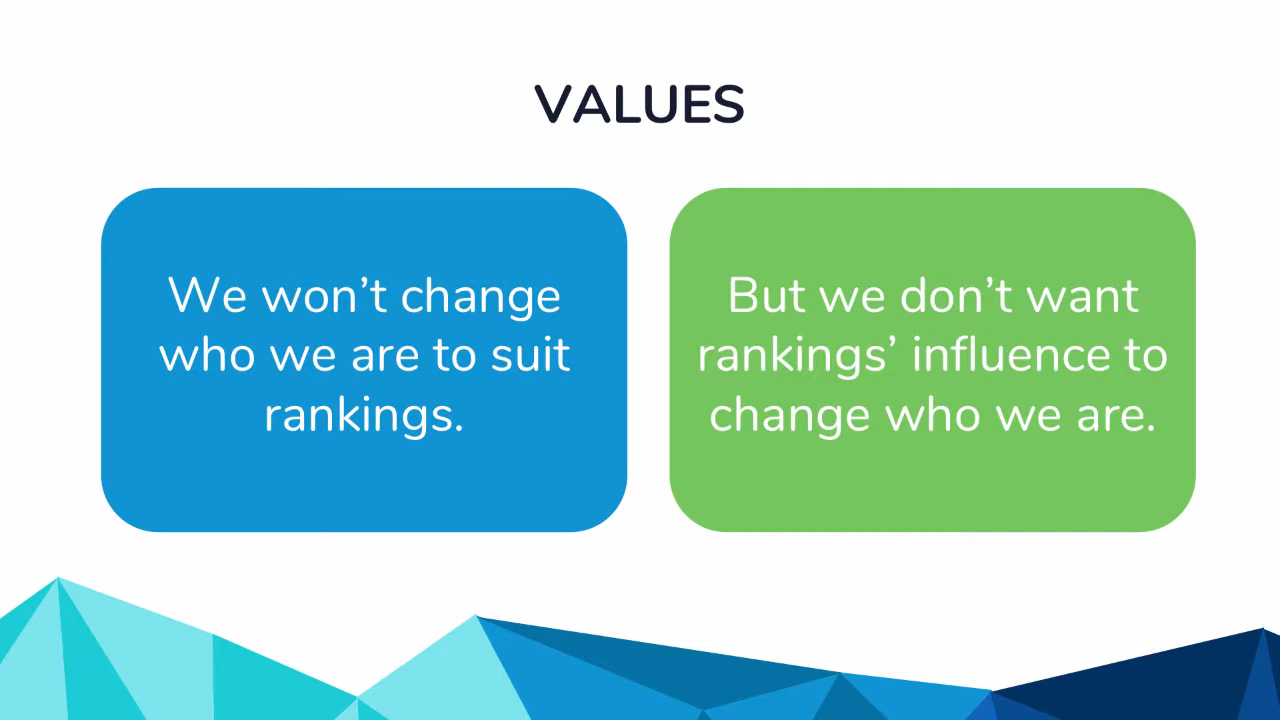 VALUES
We won’t change
who we are to suit
rankings.
But we don’t want
rankings’ influence to
change who we are.